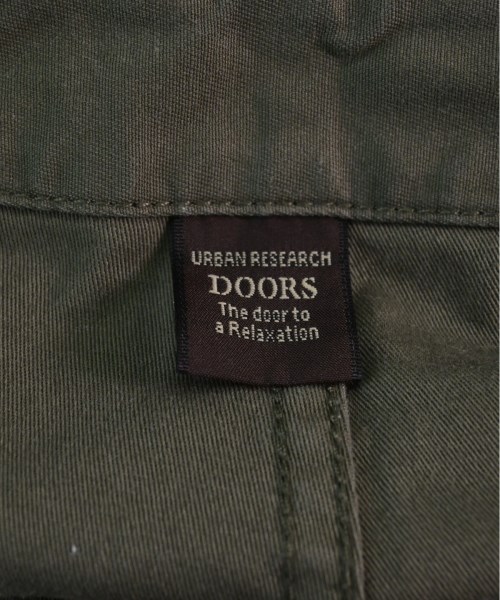 URBAN RESEARCH
DOORS
The door to
a Relaxation